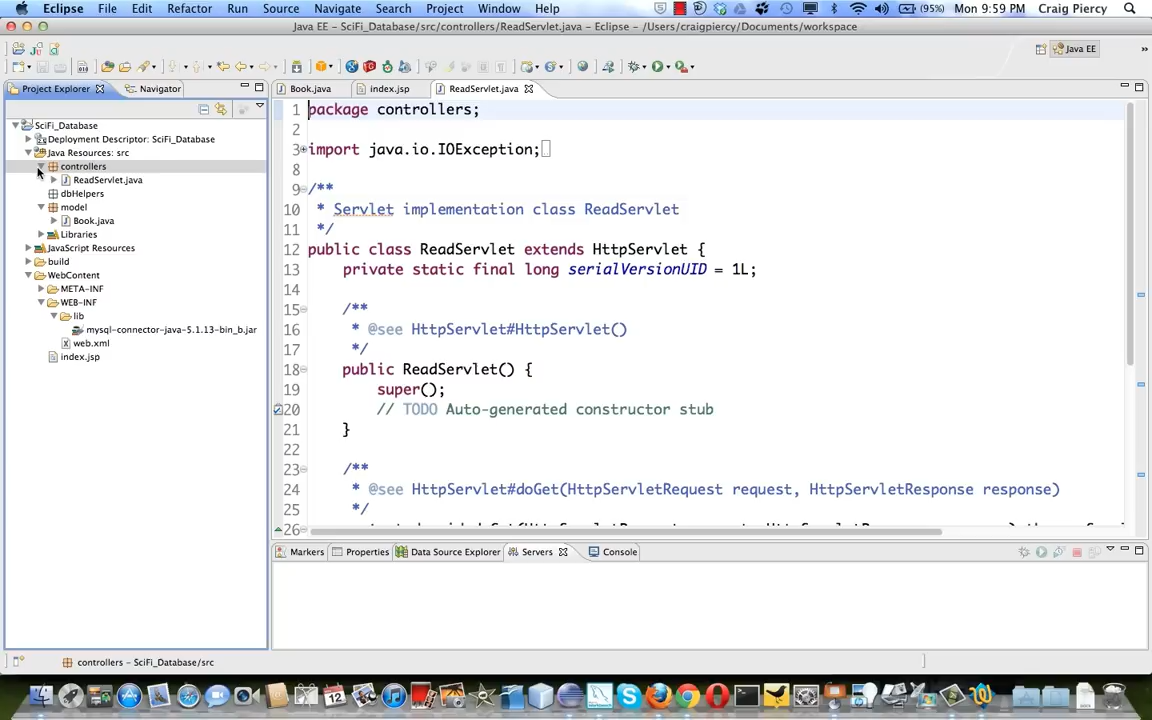 Eclipse File Edit Run Source Navigate Search Project Window Help (95%) Mon 9:59 PM Craig Piercy
Java EE - SciFi_Database/src/controllers/ReadServlet.java - Eclipse - /Users/craigpiercy/Documents/workspace
Java EE
Project Explorer Navigator
Book.java index.jsp ReadServlet.java
SciFi_Database
Deployment Descriptor: SciFi_Database
Java Resources: src
controllers
ReadServlet.java
dbHelpers
model
Book.java
Libraries
JavaScript Resources
build
WebContent
META-INF
WEB-INF
lib
mysql-connector-java-5.1.13-bin_b.jar
web.xml
index.jsp
1 package controllers;
2
3 import java.io.IOException;
8
9 /**
10 * Servlet implementation class ReadServlet
11 */
12 public class ReadServlet extends HttpServlet {
13 private static final long serialVersionUID = 1L;
14
15 /**
16 * @see HttpServlet#HttpServlet()
17 */
18 public ReadServlet() {
19 super();
20 // TODO Auto-generated constructor stub
21 }
22
23 /**
24 * @see HttpServlet#doGet(HttpServletRequest request, HttpServletResponse response)
25 */
26
Markers Properties Data Source Explorer Servers Console
controllers - SciFi_Database/src